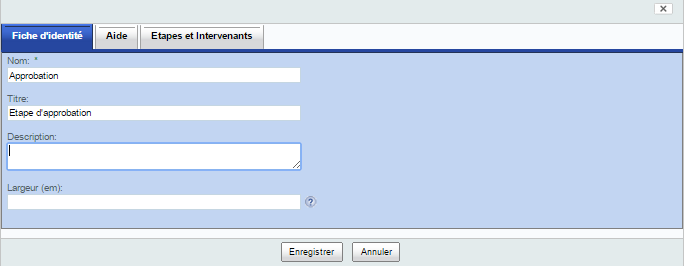 Fiche d'identité Aide Etapes et Intervenants
Nom: *
Approbation
Titre:
Etape d'approbation
Description:
Largeur (em):
?
Enregistrer Annuler